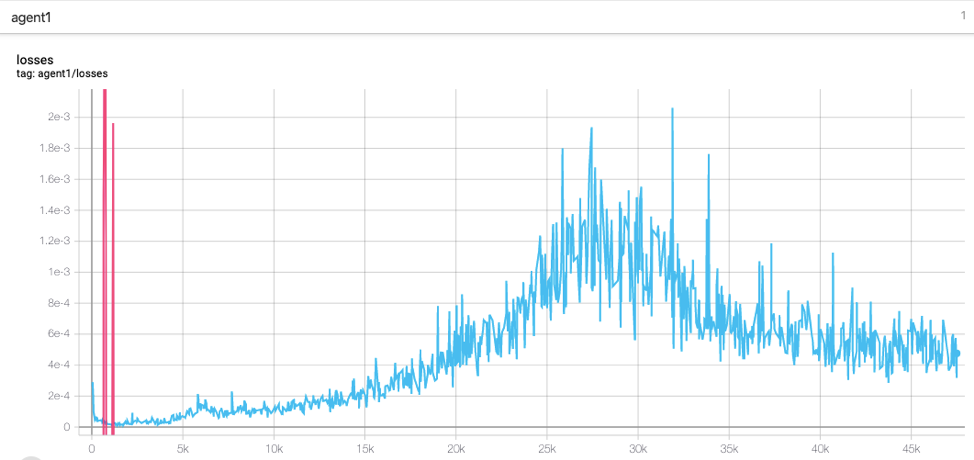 agent1 1
losses
tag: agent1/losses
2e-3
1.8e-3
1.6e-3
1.4e-3
1.2e-3
1e-3
8e-4
6e-4
4e-4
2e-4
0
0 5k 10k 15k 20k 25k 30k 35k 40k 45k